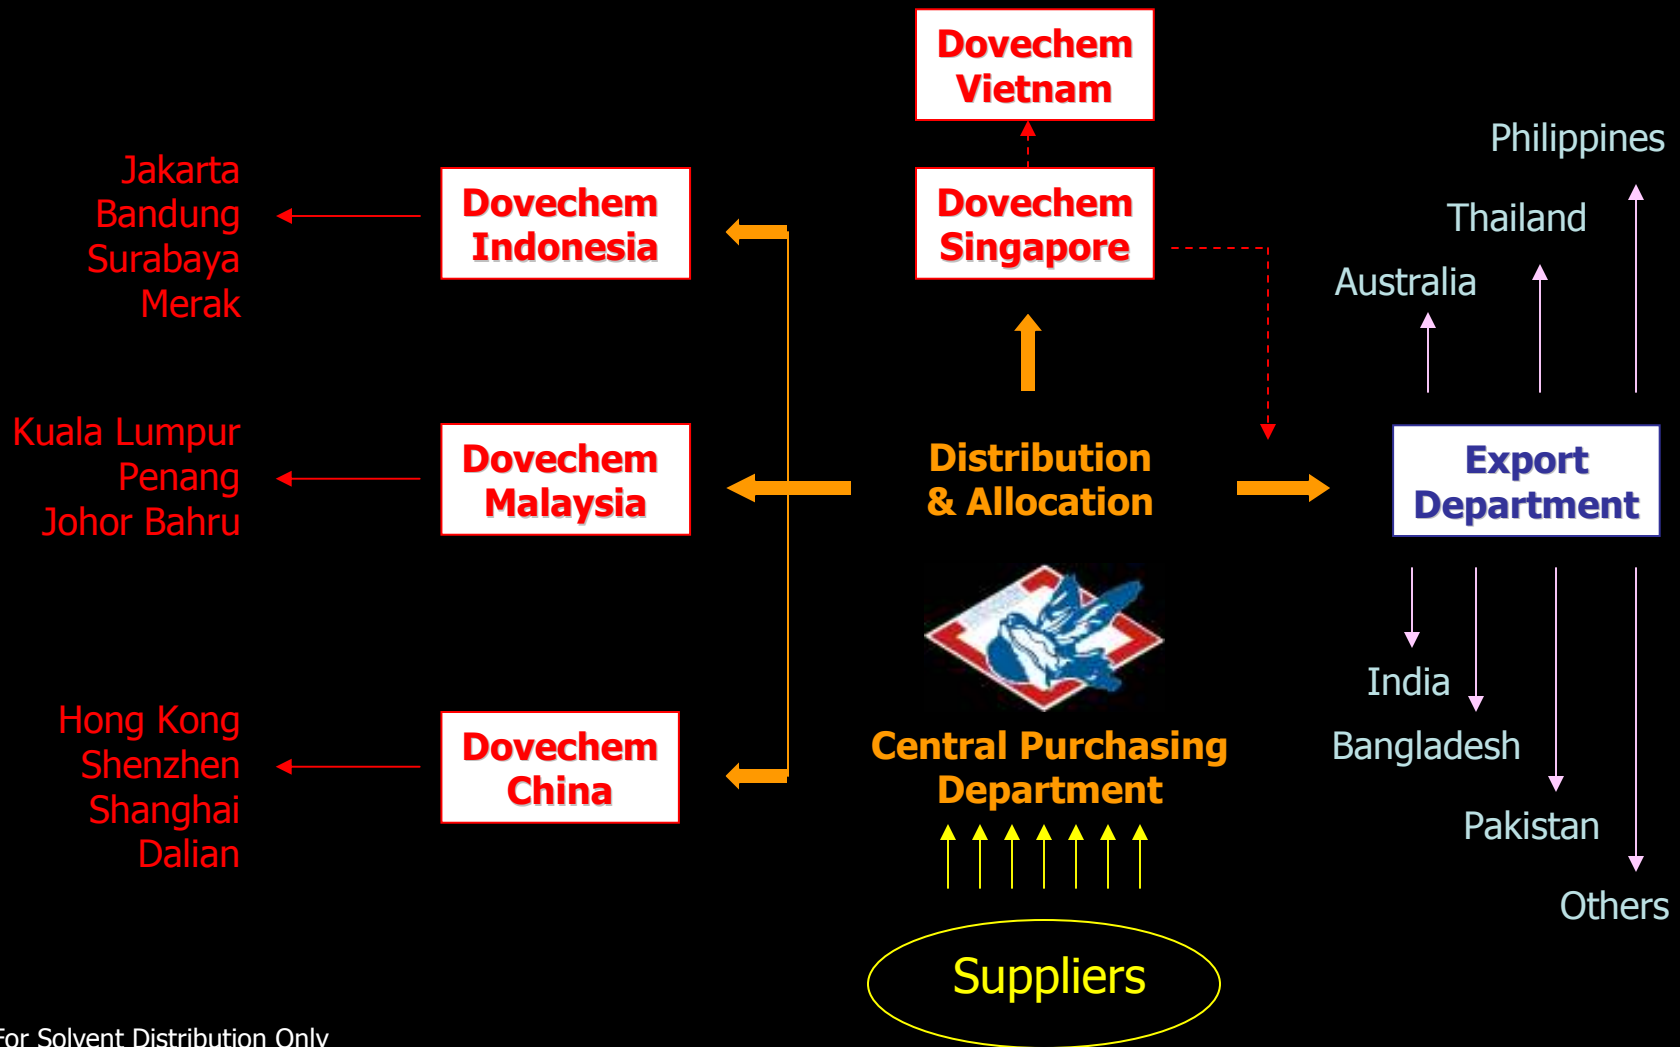 Dovechem
Vietnam
Philippines
Jakarta
Bandung
Surabaya
Merak
Dovechem
Indonesia
Dovechem
Singapore
Thailand
Australia
Kuala Lumpur
Penang
Johor Bahru
Dovechem
Malaysia
Distribution
& Allocation
Export
Department
Hong Kong
Shenzhen
Shanghai
Dalian
Dovechem
China
Central Purchasing
Department
India
Bangladesh
Pakistan
Others
Suppliers
For Solvent Distribution Only